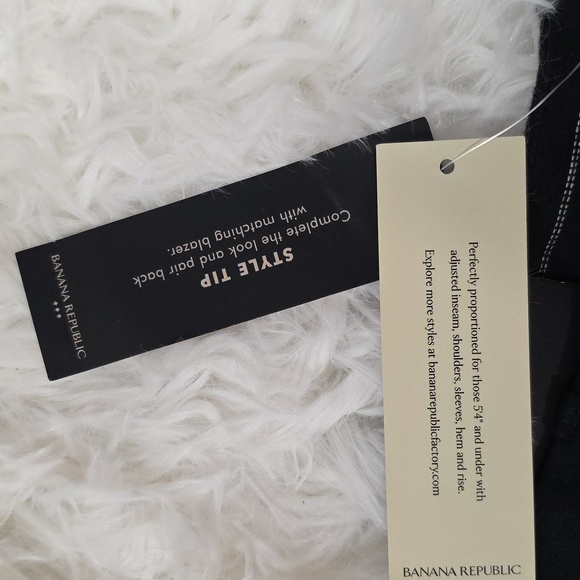 STYLE TIP
Complete the look and pair back
with matching blazer.
BANANA REPUBLIC
Perfectly proportioned for those 5'4" and under with
adjusted inseam, shoulders, sleeves, hem and rise.
Explore more styles at bananarepublicfactory.com
BANANA REPUBLIC